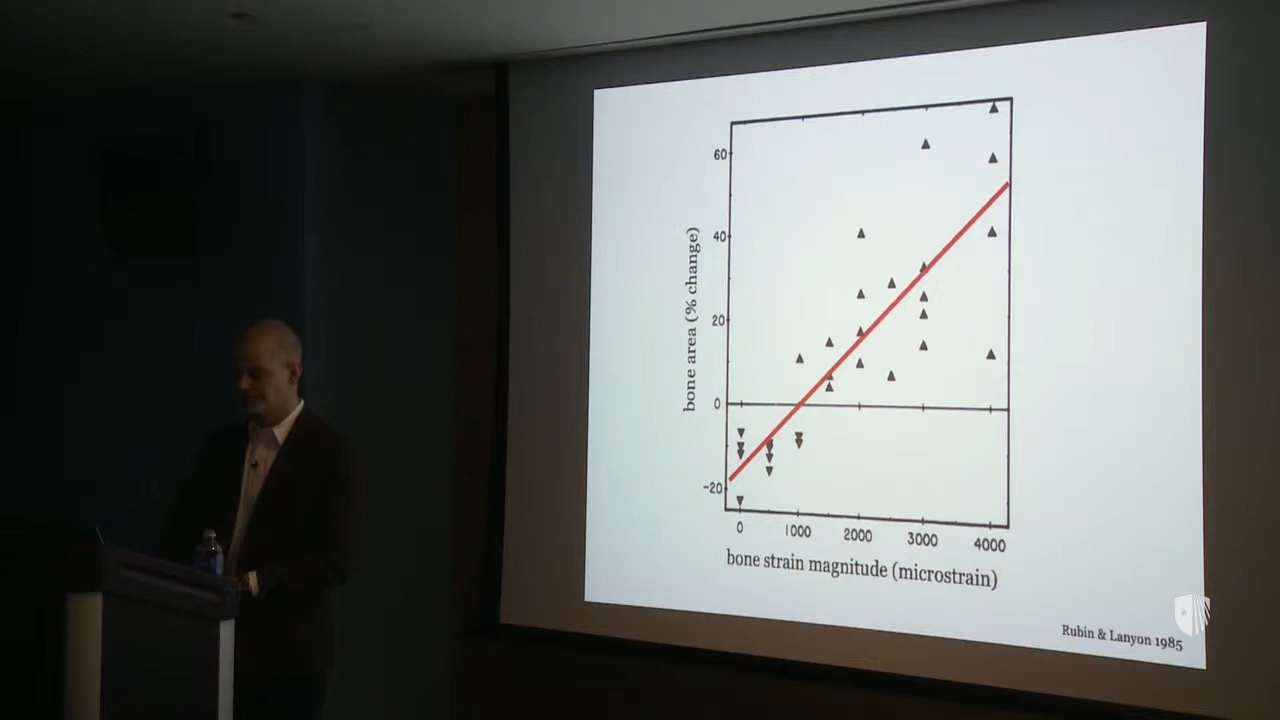 60
40
20
0
-20
bone area (% change)
0 1000 2000 3000 4000
bone strain magnitude (microstrain)
Rubin & Lanyon 1985